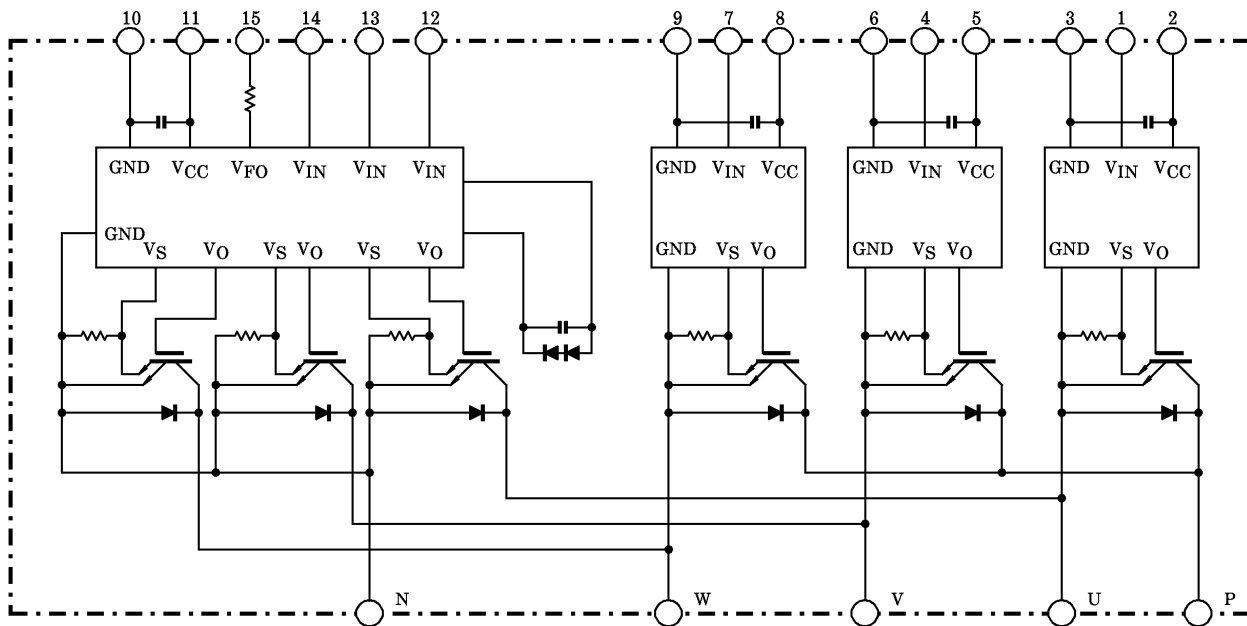 10 11 15 14 13 12 9 7 8 6 4 5 3 1 2
GND VCC VFO VIN VIN VIN GND VIN VCC GND VIN VCC GND VIN VCC
GND
VS VO VS VO VS VO GND VS VO GND VS VO GND VS VO
N W V U P